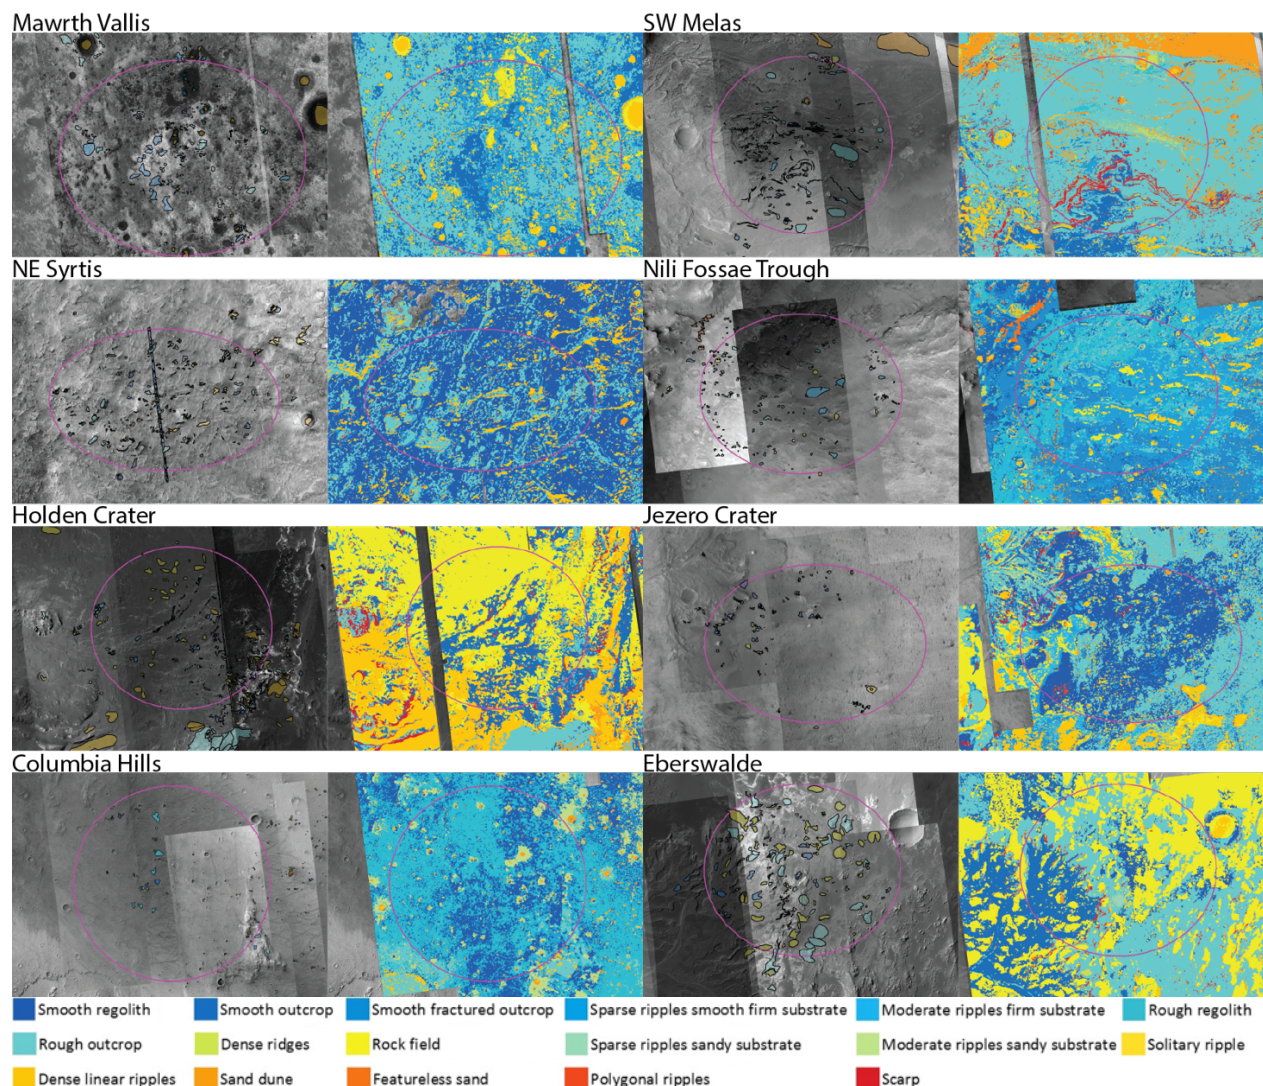 Mawrth Vallis
SW Melas
NE Syrtis
Nili Fossae Trough
Holden Crater
Jezero Crater
Columbia Hills
Eberswalde
Smooth regolith
Smooth outcrop
Smooth fractured outcrop
Sparse ripples smooth firm substrate
Moderate ripples firm substrate
Rough regolith
Rough outcrop
Dense ridges
Rock field
Sparse ripples sandy substrate
Moderate ripples sandy substrate
Solitary ripple
Dense linear ripples
Sand dune
Featureless sand
Polygonal ripples
Scarp